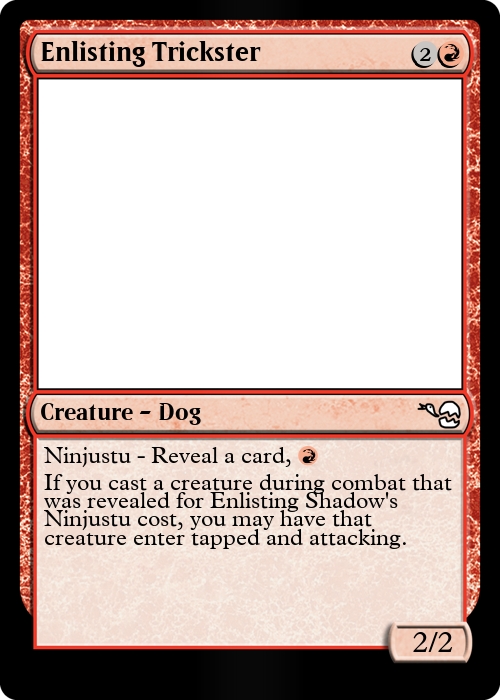 Enlisting Trickster 2
Creature – Dog
Ninjustu - Reveal a card,
If you cast a creature during combat that
was revealed for Enlisting Shadow's
Ninjustu cost, you may have that
creature enter tapped and attacking.
2/2